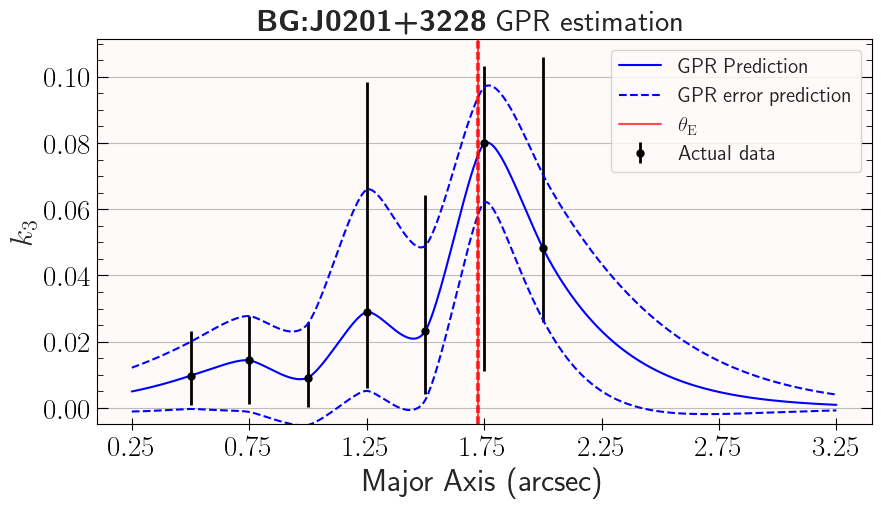 BG:J0201+3228 GPR estimation
GPR Prediction
GPR error prediction
θE
Actual data
k3
0.10
0.08
0.06
0.04
0.02
0.00
0.25 0.75 1.25 1.75 2.25 2.75 3.25
Major Axis (arcsec)